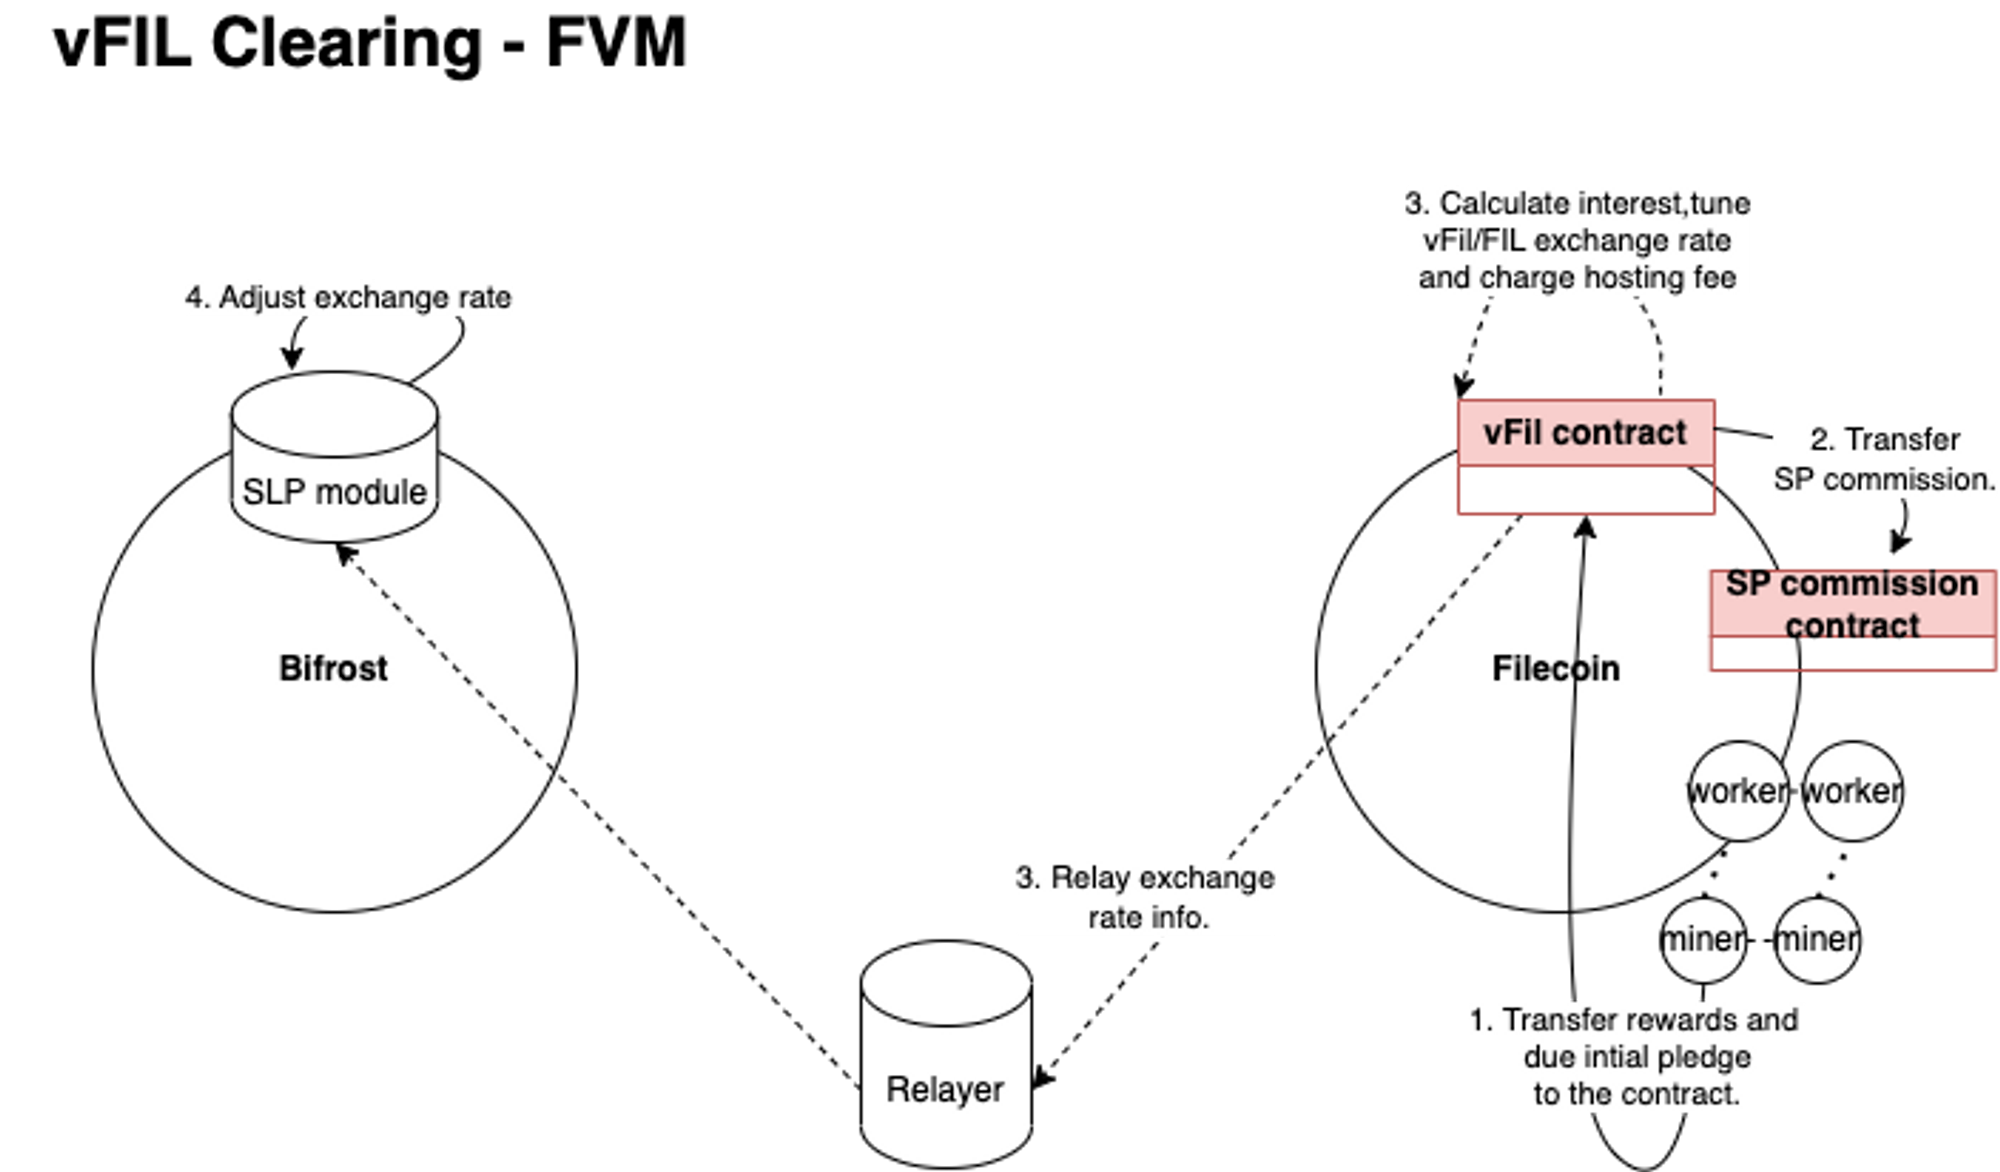 vFIL Clearing - FVM
3. Calculate interest,tune
vFil/FIL exchange rate
and charge hosting fee
4. Adjust exchange rate
vFil contract
2. Transfer
SP commission.
SLP module
SP commission
contract
Bifrost
Filecoin
worker
worker
3. Relay exchange
rate info.
miner
miner
1. Transfer rewards and
due intial pledge
to the contract.
Relayer